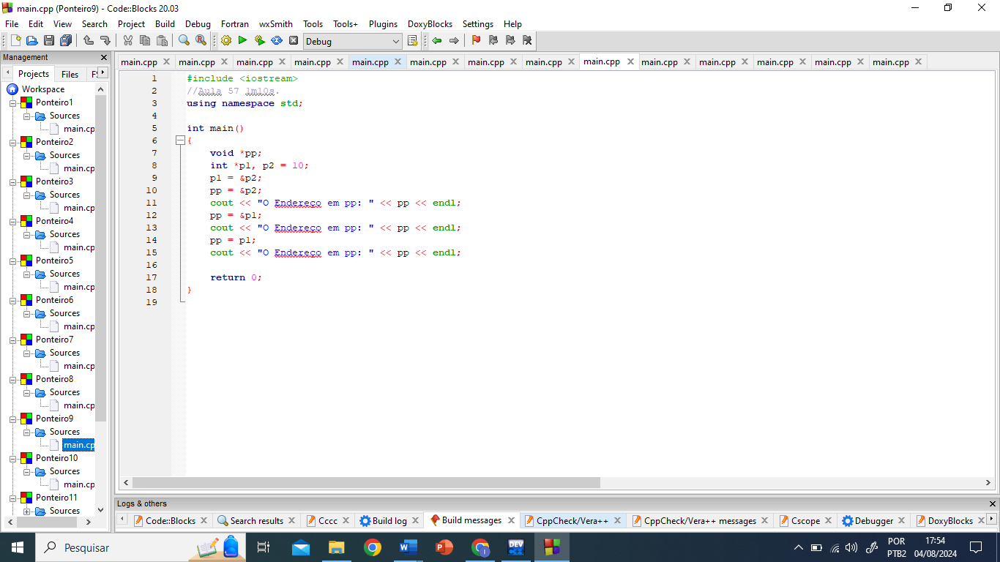 main.cpp (Ponteiro9) - Code::Blocks 20.03
File Edit View Search Project Build Debug Fortran wxSmith Tools Tools+ Plugins DoxyBlocks Settings Help
Debug
Management
Projects Files
main.cpp main.cpp main.cpp main.cpp main.cpp main.cpp main.cpp main.cpp main.cpp main.cpp main.cpp main.cpp main.cpp main.cpp
Workspace
Ponteiro1
Sources
main.cp
Ponteiro2
Sources
main.cp
Ponteiro3
Sources
main.cp
Ponteiro4
Sources
main.cp
Ponteiro5
Sources
main.cp
Ponteiro6
Sources
main.cp
Ponteiro7
Sources
main.cp
Ponteiro8
Sources
main.cp
Ponteiro9
Sources
main.cp
Ponteiro10
Sources
main.cp
Ponteiro11
Sources
1 #include <iostream>
2 //Aula 57 1m10s.
3 using namespace std;
4
5 int main()
6 {
7 void *pp;
8 int *p1, p2 = 10;
9 p1 = &p2;
10 pp = &p2;
11 cout << "O Endereço em pp: " << pp << endl;
12 pp = &p1;
13 cout << "O Endereço em pp: " << pp << endl;
14 pp = p1;
15 cout << "O Endereço em pp: " << pp << endl;
16
17 return 0;
18 }
19
Logs & others
Code::Blocks Search results Cccc Build log Build messages CppCheck/Vera++ CppCheck/Vera++ messages Cscope Debugger DoxyBlocks
Pesquisar
DEV
POR
PTB2
17:54
04/08/2024